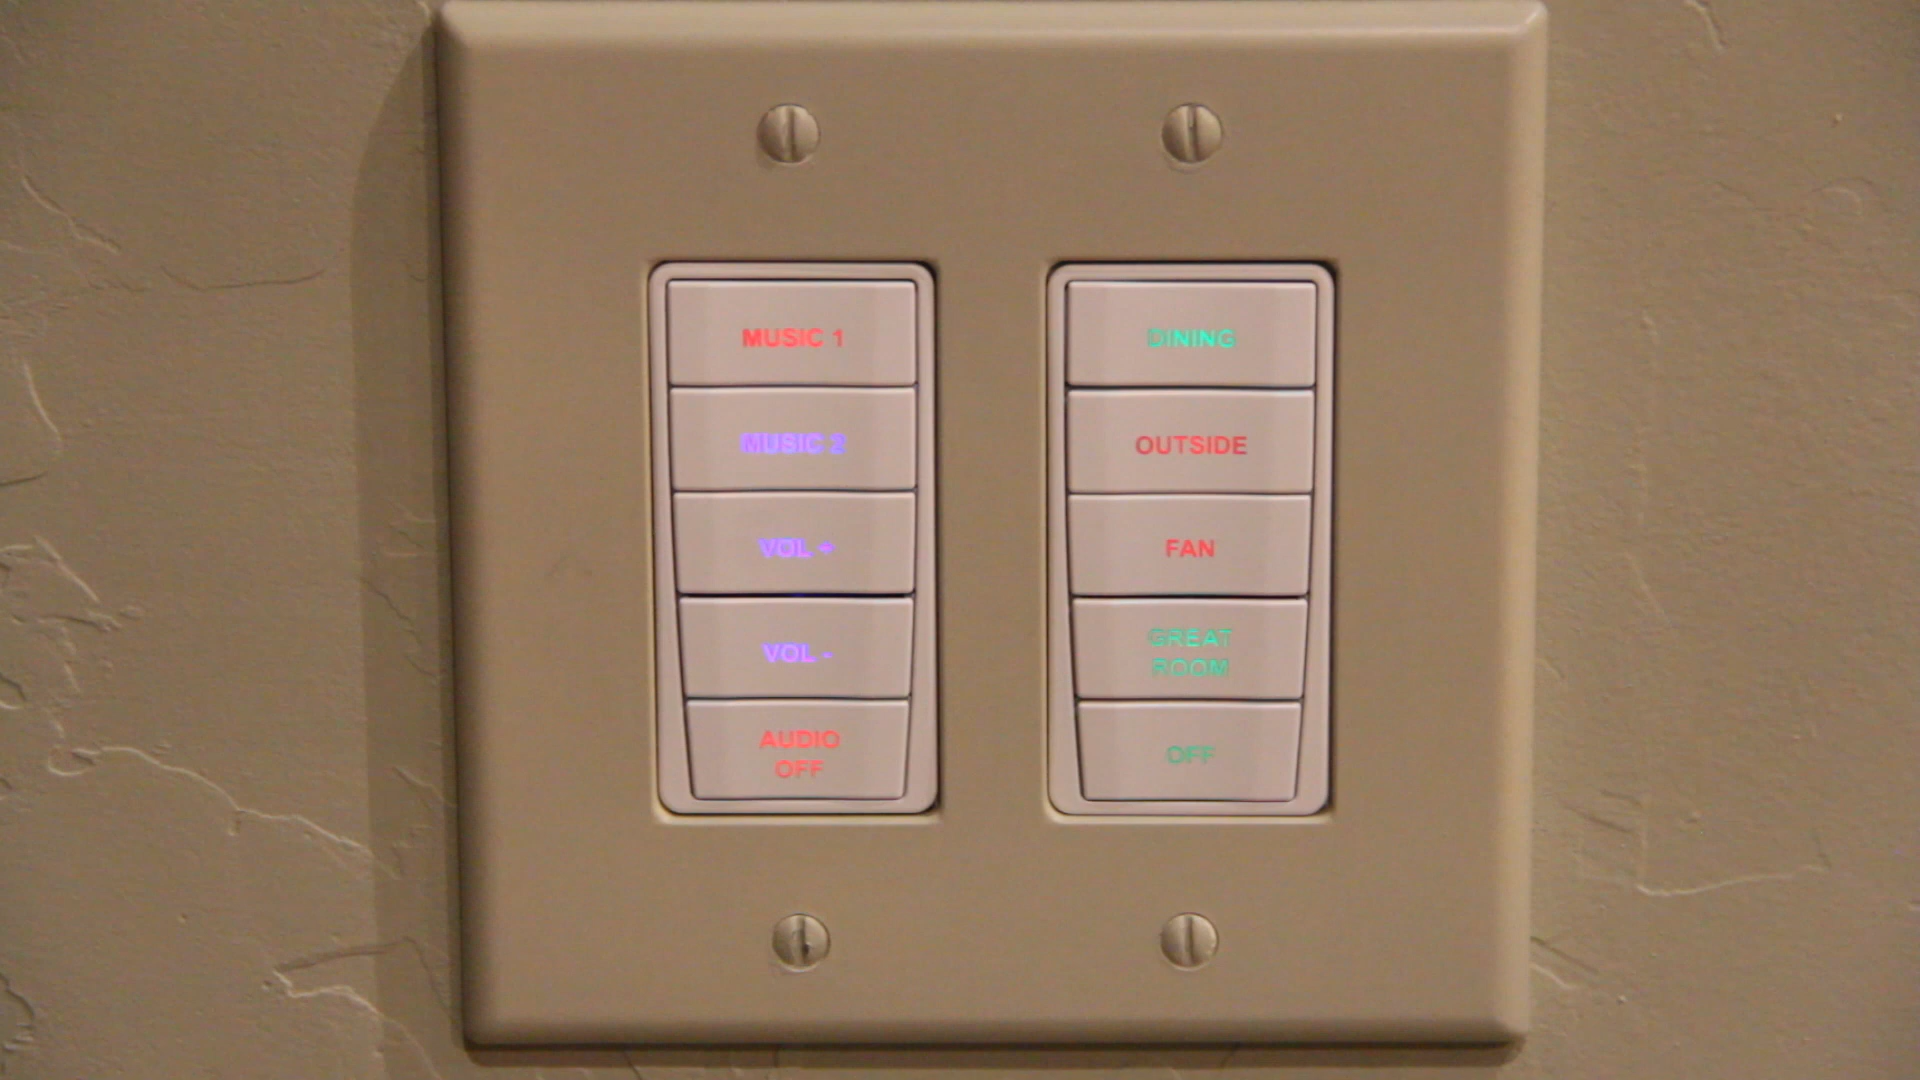 MUSIC 1
MUSIC 2
VOL +
VOL -
AUDIO
OFF
DINING
OUTSIDE
FAN
GREAT
ROOM
OFF